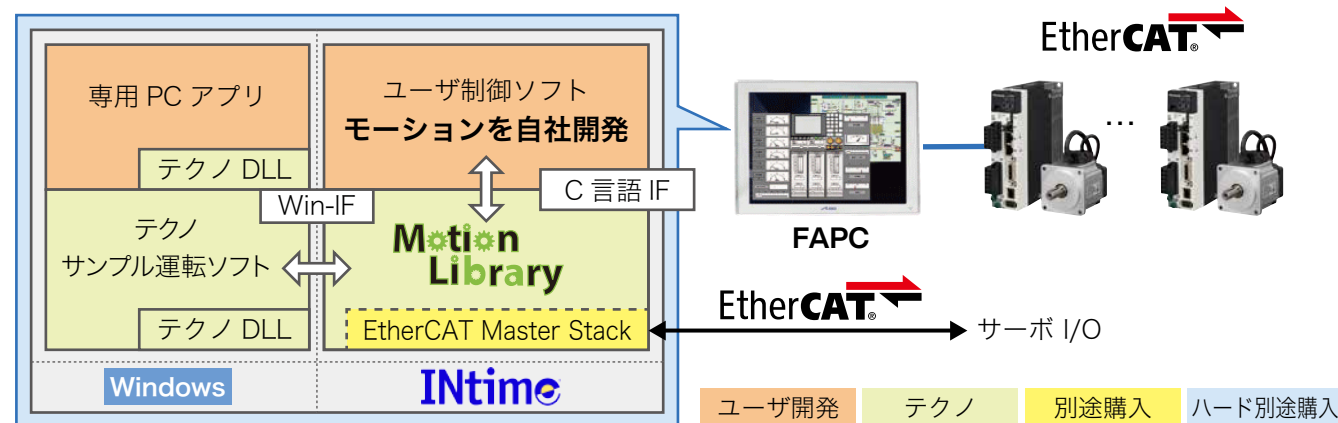 専用 PC アプリ
テクノ DLL
ユーザ制御ソフト
モーションを自社開発
Win-IF
C 言語 IF
テクノ
サンプル運転ソフト
テクノ DLL
Motion
Library
EtherCAT Master Stack
Windows
INtime
FAPC
EtherCAT®
...
EtherCAT®
サーボ I/O
ユーザ開発
テクノ
別途購入
ハード別途購入